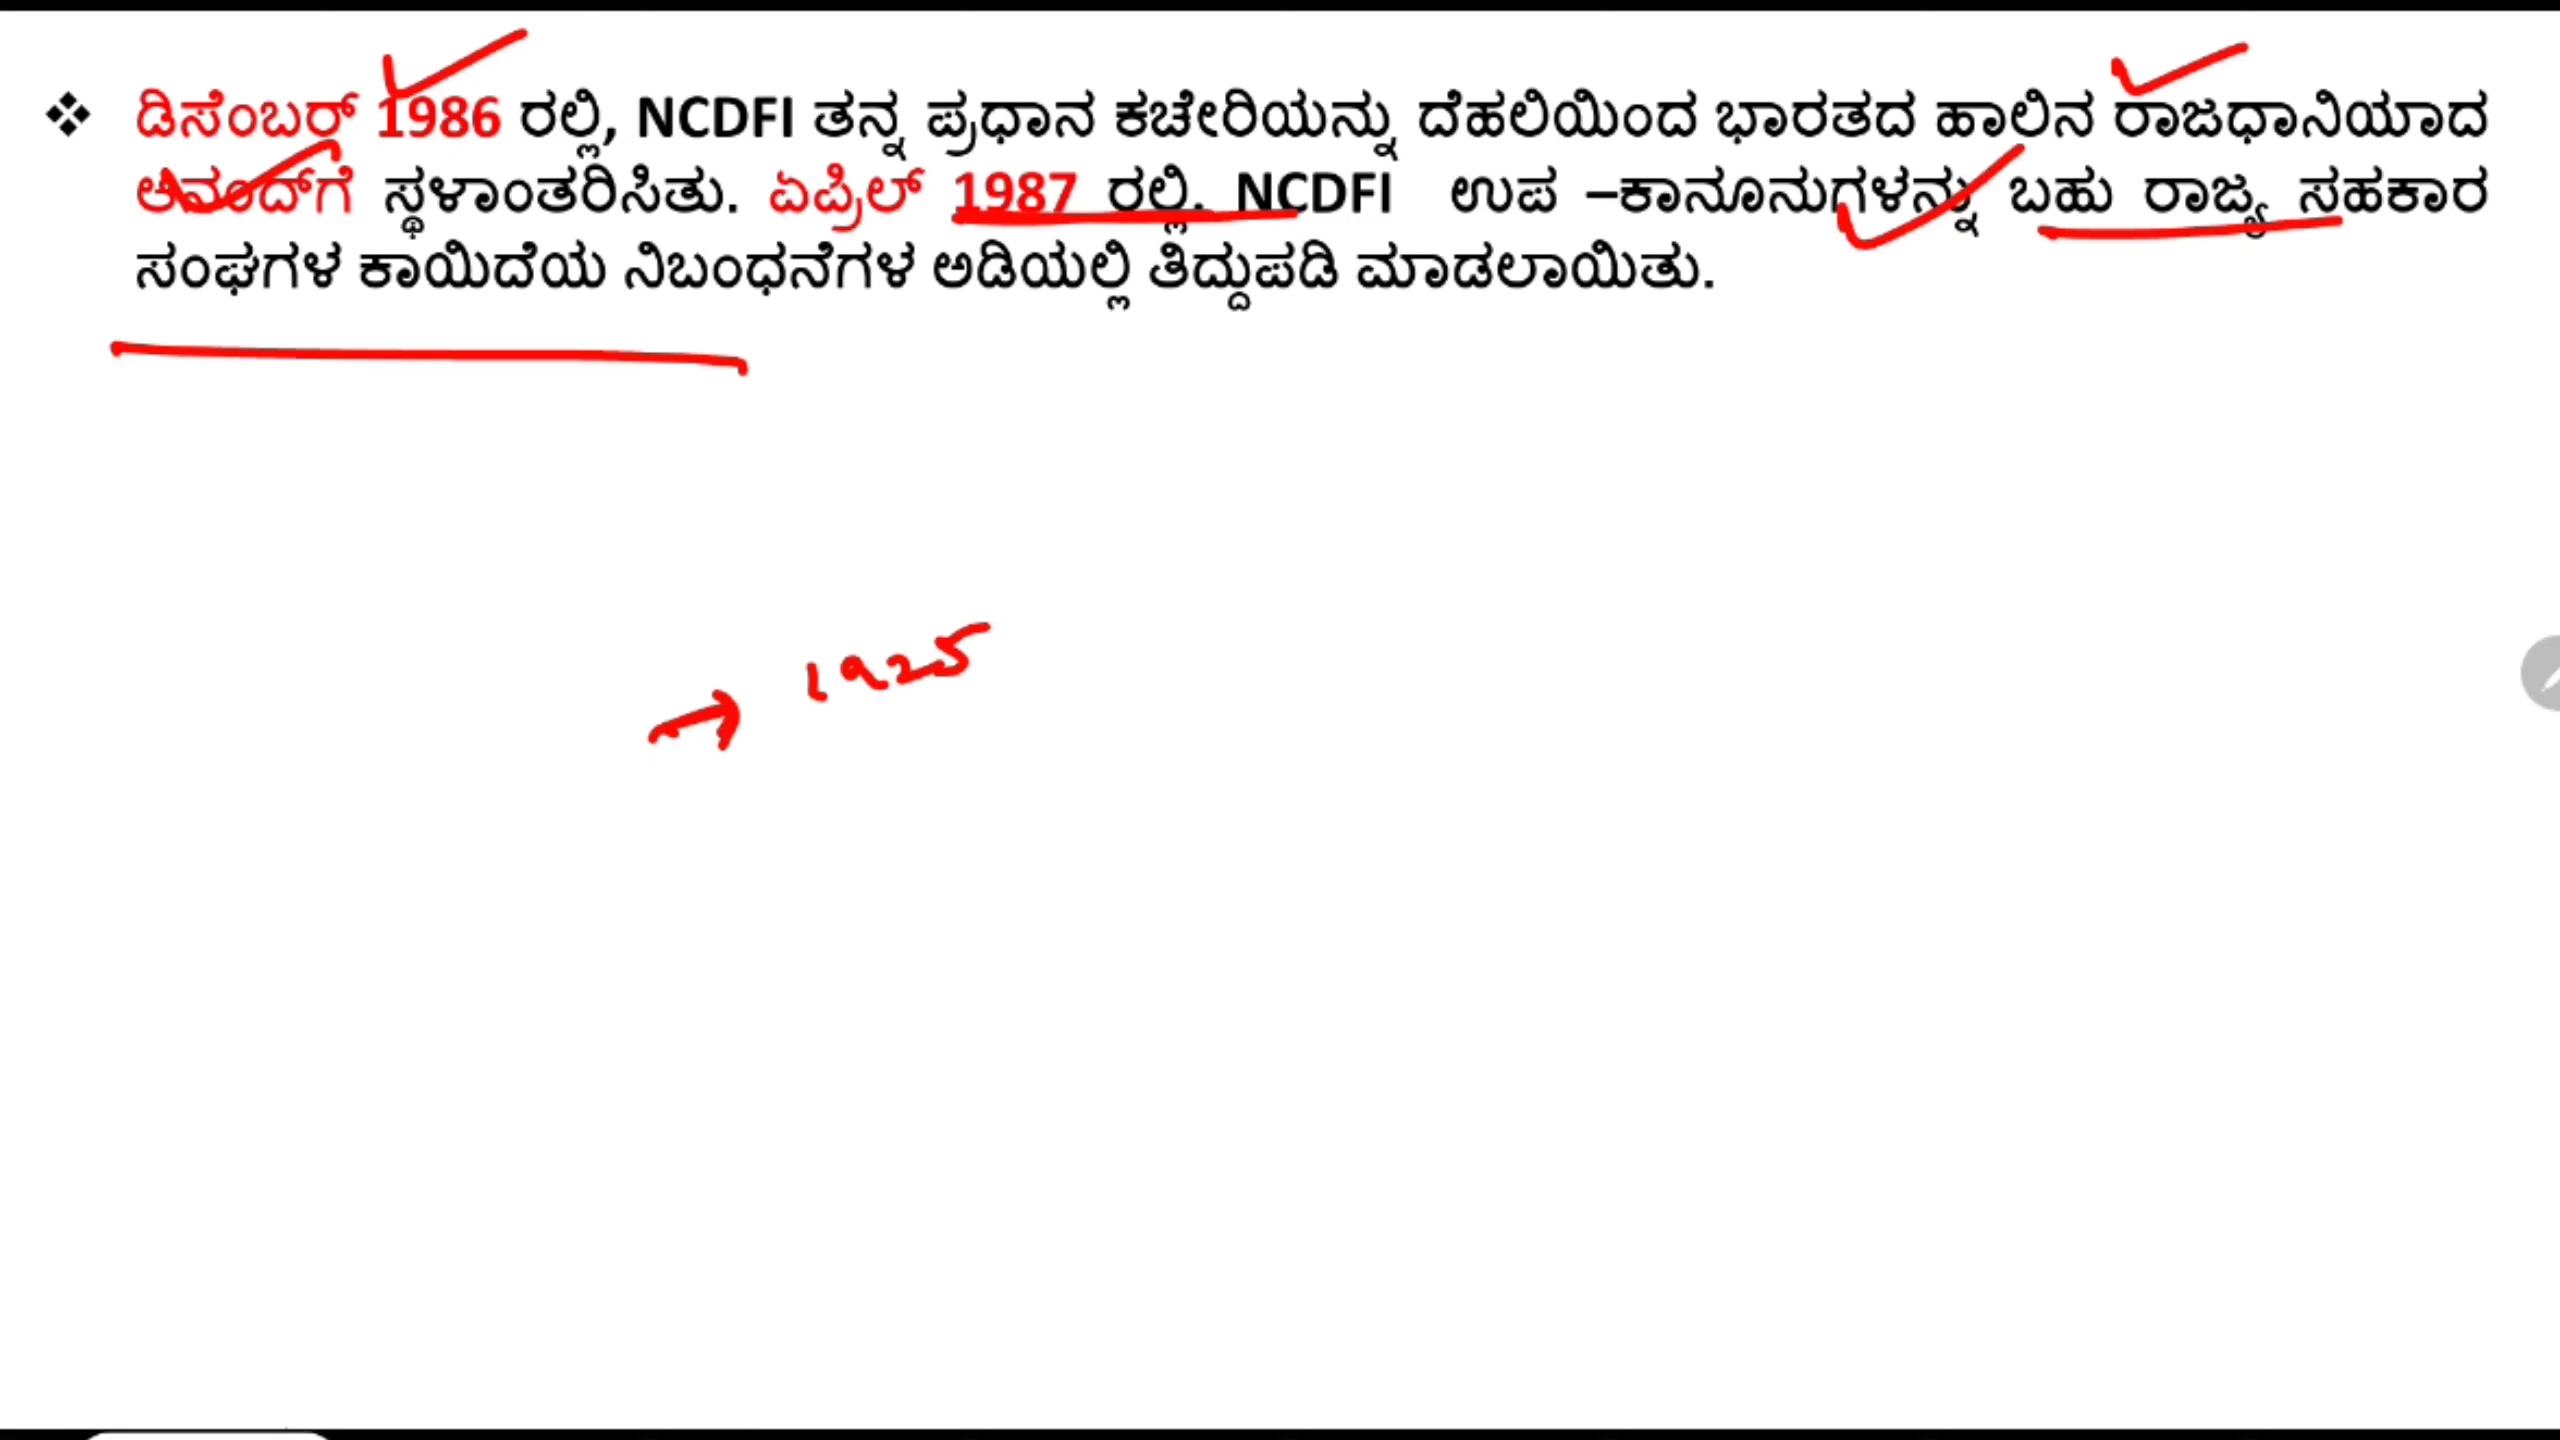 ❖ ಡಿಸೆಂಬರ್ 1986 ರಲ್ಲಿ, NCDFI ತನ್ನ ಪ್ರಧಾನ ಕಚೇರಿಯನ್ನು ದೆಹಲಿಯಿಂದ ಭಾರತದ ಹಾಲಿನ ರಾಜಧಾನಿಯಾದ
ಆನಂದ್‌ಗೆ ಸ್ಥಳಾಂತರಿಸಿತು. ಏಪ್ರಿಲ್ 1987 ರಲ್ಲಿ, NCDFI ಉಪ –ಕಾನೂನುಗಳನ್ನು ಬಹು ರಾಜ್ಯ ಸಹಕಾರ
ಸಂಘಗಳ ಕಾಯಿದೆಯ ನಿಬಂಧನೆಗಳ ಅಡಿಯಲ್ಲಿ ತಿದ್ದುಪಡಿ ಮಾಡಲಾಯಿತು.
→ 1925